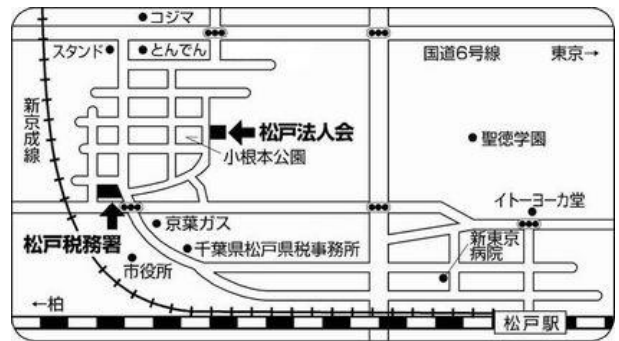 コジマ
スタンド
とんでん
国道6号線
東京→
新京成線
松戸法人会
小根本公園
聖徳学園
イトーヨーカ堂
京葉ガス
松戸税務署
千葉県松戸県税事務所
新東京
病院
市役所
←柏
松戸駅